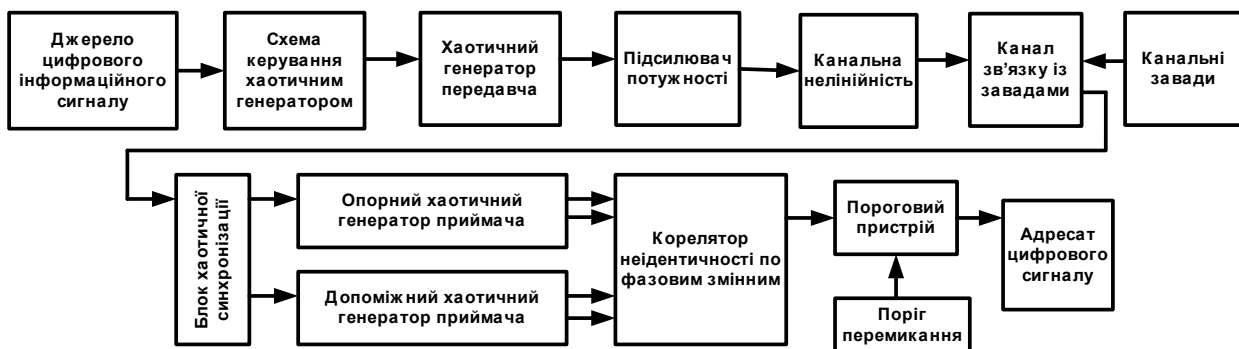 Джерело
цифрового
інформаційного
сигналу
Схема
керування
хаотичним
генератором
Хаотичний
генератор
передавча
Підсилювач
потужності
Канальна
нелінійність
Канал
зв'язку із
завадами
Канальні
завади
Блок хаотичної
синхронізації
Опорний хаотичний
генератор приймача
Допоміжний хаотичний
генератор приймача
Корелятор
неідентичності по
фазовим змінним
Пороговий
пристрій
Поріг
перемикання
Адресат
цифрового
сигналу